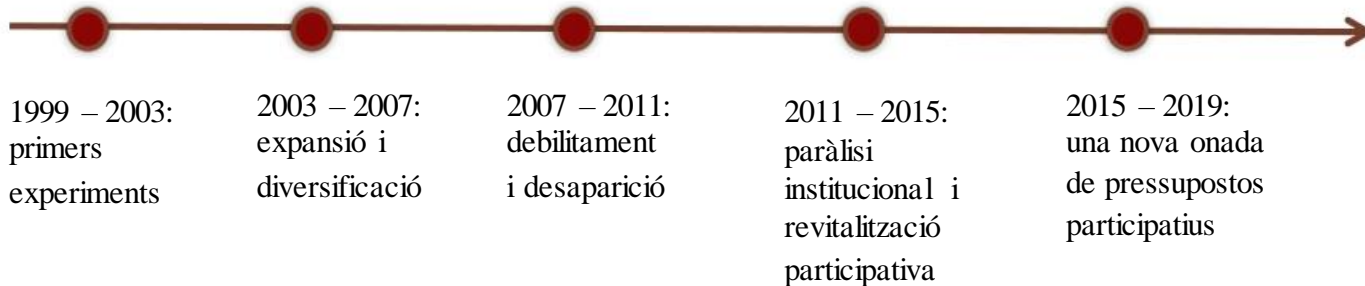 1999 – 2003:
primers
experiments
2003 – 2007:
expansió i
diversificació
2007 – 2011:
debilitament
i desaparició
2011 – 2015:
paràlisi
institucional i
revitalització
participativa
2015 – 2019:
una nova onada
de pressupostos
participatius